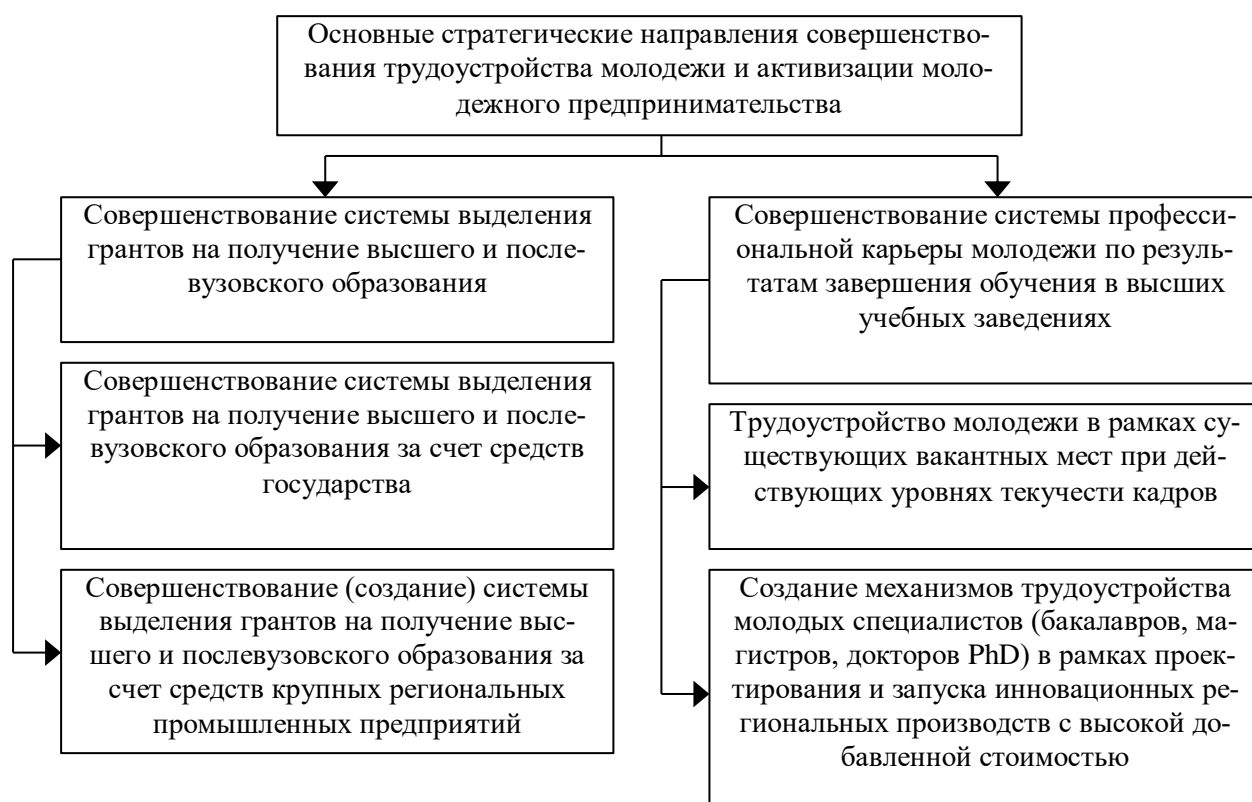 Основные стратегические направления совершенство-
вания трудоустройства молодежи и активизации моло-
дежного предпринимательства
Совершенствование системы выделения
грантов на получение высшего и после-
вузовского образования
Совершенствование системы выделения
грантов на получение высшего и после-
вузовского образования за счет средств
государства
Совершенствование (создание) системы
выделения грантов на получение выс-
шего и послевузовского образования за
счет средств крупных региональных
промышленных предприятий
Совершенствование системы професси-
ональной карьеры молодежи по резуль-
татам завершения обучения в высших
учебных заведениях
Трудоустройство молодежи в рамках су-
ществующих вакантных мест при дей-
ствующих уровнях текучести кадров
Создание механизмов трудоустройства
молодых специалистов (бакалавров, ма-
гистров, докторов PhD) в рамках проек-
тирования и запуска инновационных ре-
гиональных производств с высокой до-
бавленной стоимостью